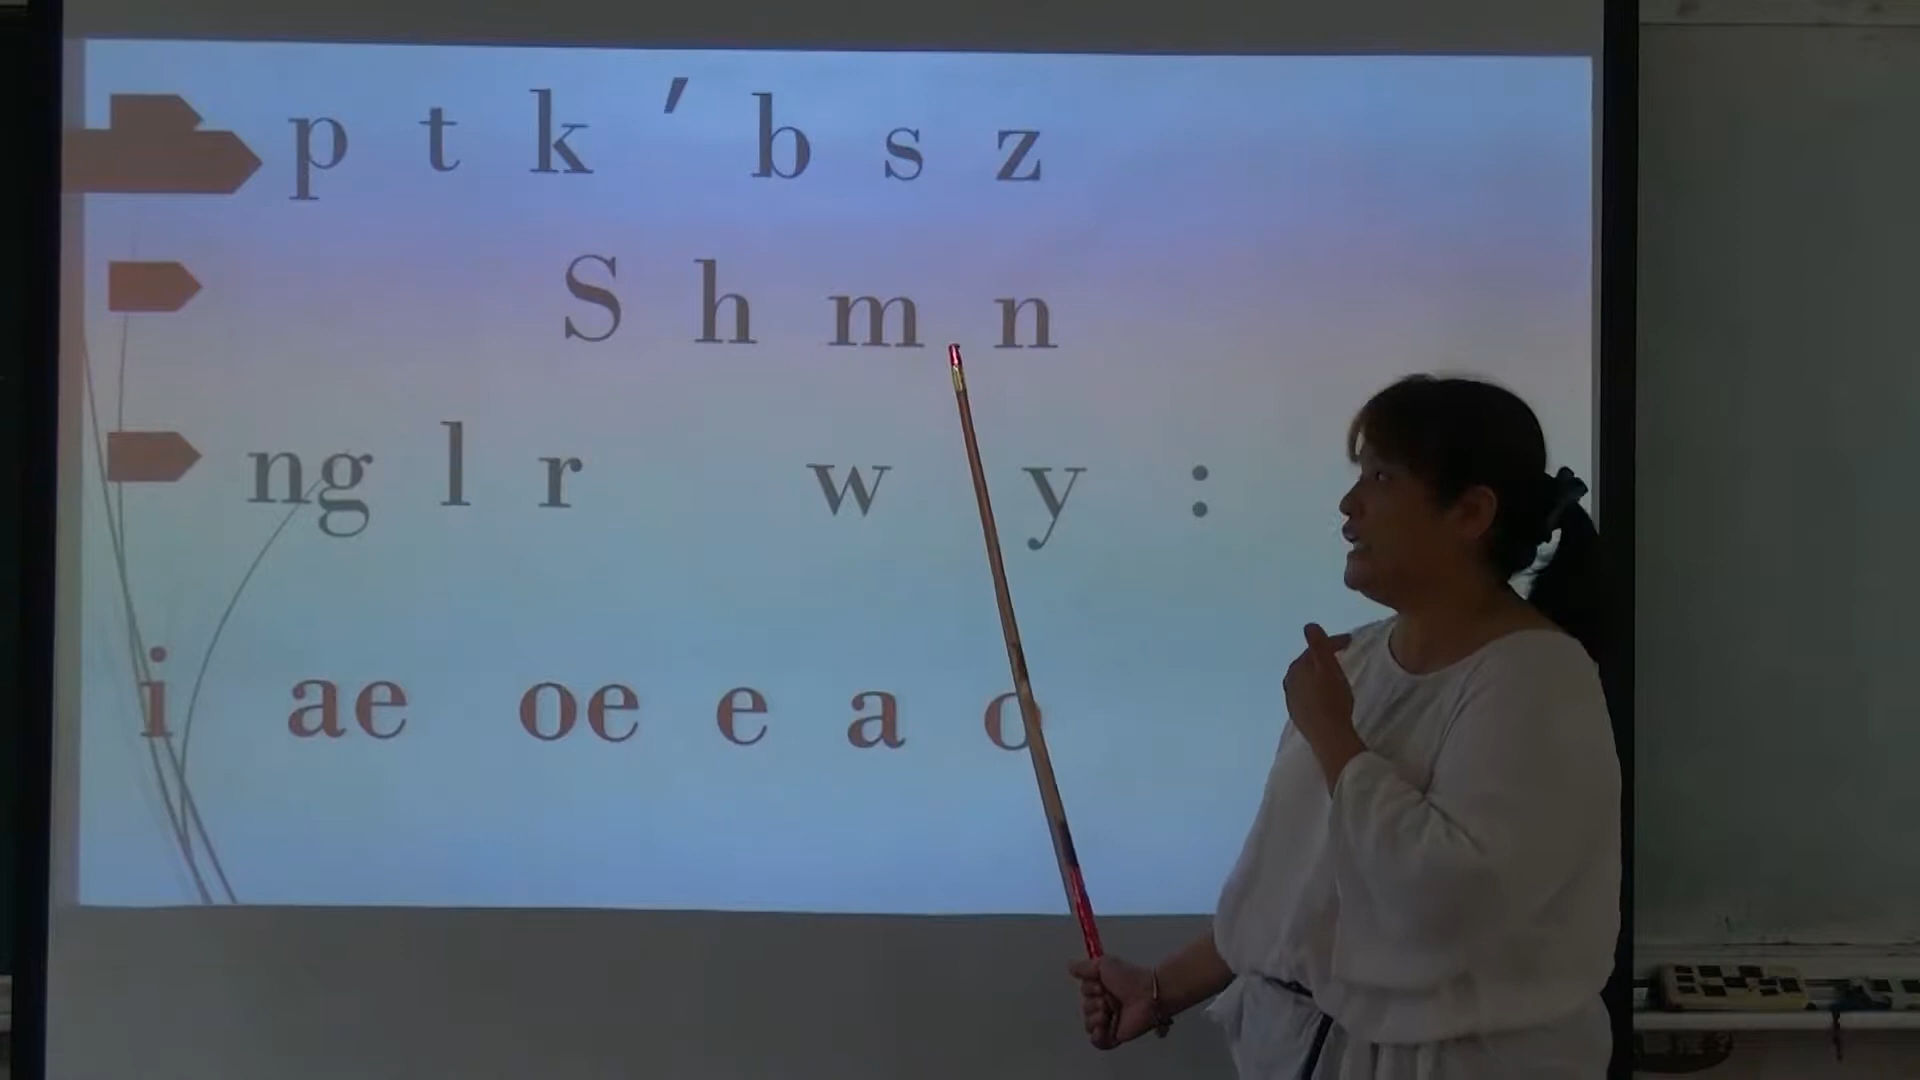 p t k ′ b s z
S h m n
ng l r w y :
i ae oe e a o